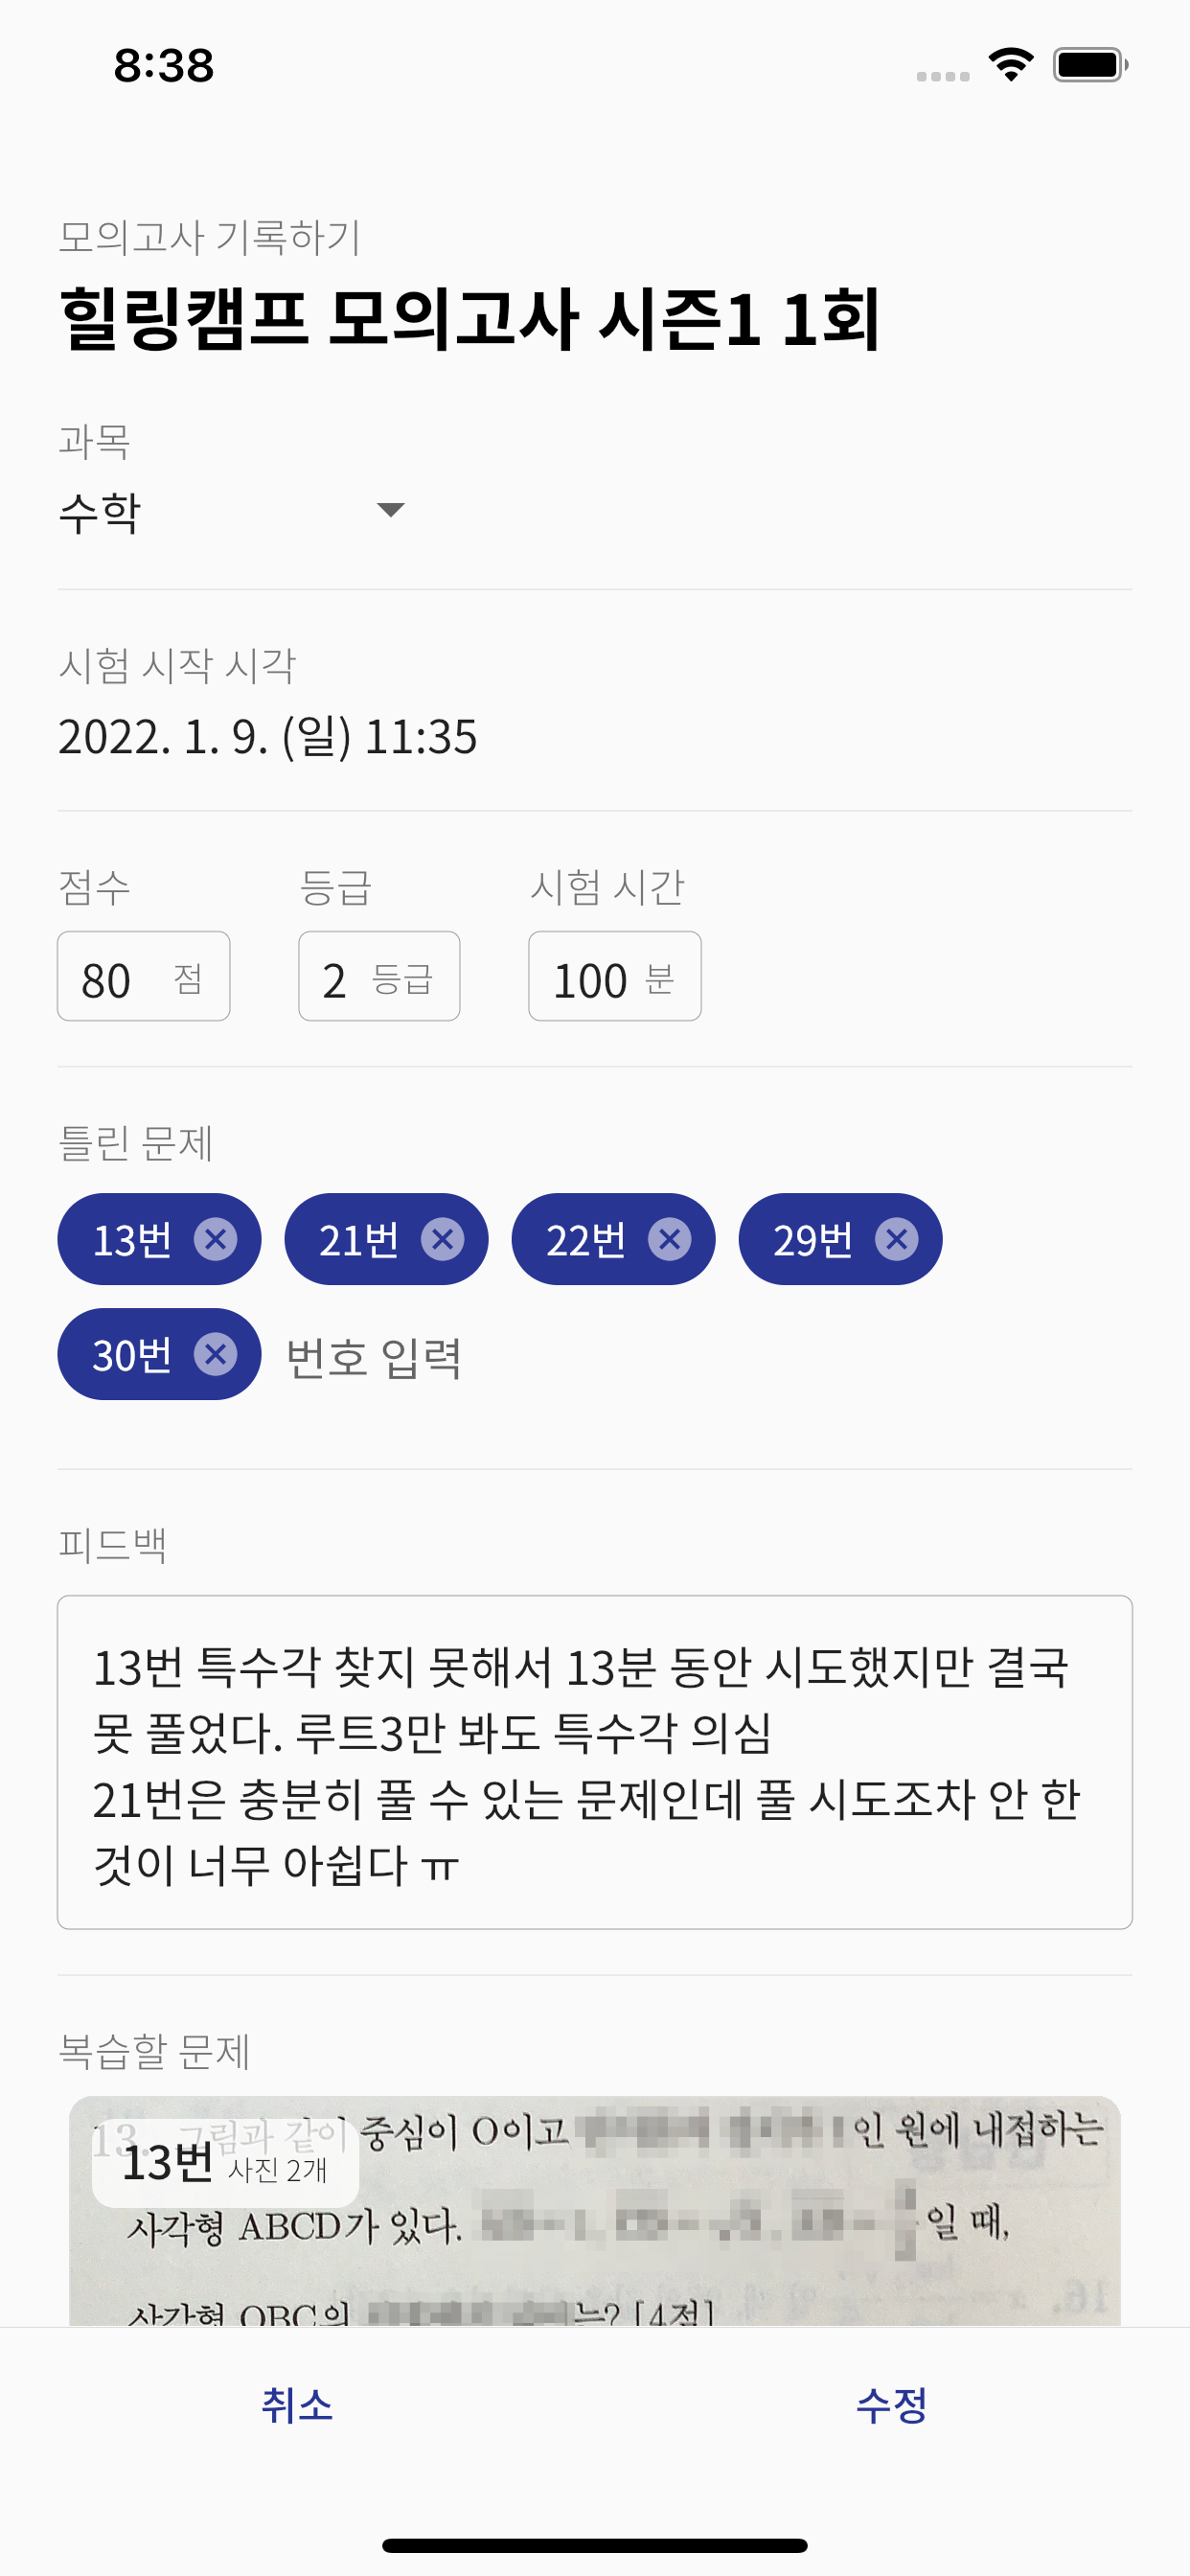 8:38
모의고사 기록하기
힐링캠프 모의고사 시즌1 1회
과목
수학
시험 시작 시각
2022. 1. 9. (일) 11:35
점수 등급 시험 시간
80 점 2 등급 100 분
틀린 문제
13번 21번 22번 29번
30번 번호 입력
피드백
13번 특수각 찾지 못해서 13분 동안 시도했지만 결국
못 풀었다. 루트3만 봐도 특수각 의심
21번은 충분히 풀 수 있는 문제인데 풀 시도조차 안 한
것이 너무 아쉽다 ㅠ
복습할 문제
13. 그림과 같이 중심이 O이고 인 원에 내접하는
13번 사진 2개
사각형 ABCD가 있다. 일 때,
사각형 OBC의 는? [4점]
취소 수정